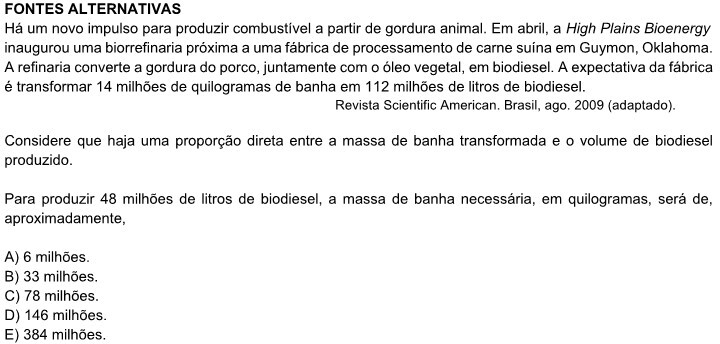 FONTES ALTERNATIVAS
Há um novo impulso para produzir combustível a partir de gordura animal. Em abril, a High Plains Bioenergy
inaugurou uma biorrefinaria próxima a uma fábrica de processamento de carne suína em Guymon, Oklahoma.
A refinaria converte a gordura do porco, juntamente com o óleo vegetal, em biodiesel. A expectativa da fábrica
é transformar 14 milhões de quilogramas de banha em 112 milhões de litros de biodiesel.
Revista Scientific American. Brasil, ago. 2009 (adaptado).
Considere que haja uma proporção direta entre a massa de banha transformada e o volume de biodiesel
produzido.
Para produzir 48 milhões de litros de biodiesel, a massa de banha necessária, em quilogramas, será de,
aproximadamente,
A) 6 milhões.
B) 33 milhões.
C) 78 milhões.
D) 146 milhões.
E) 384 milhões.